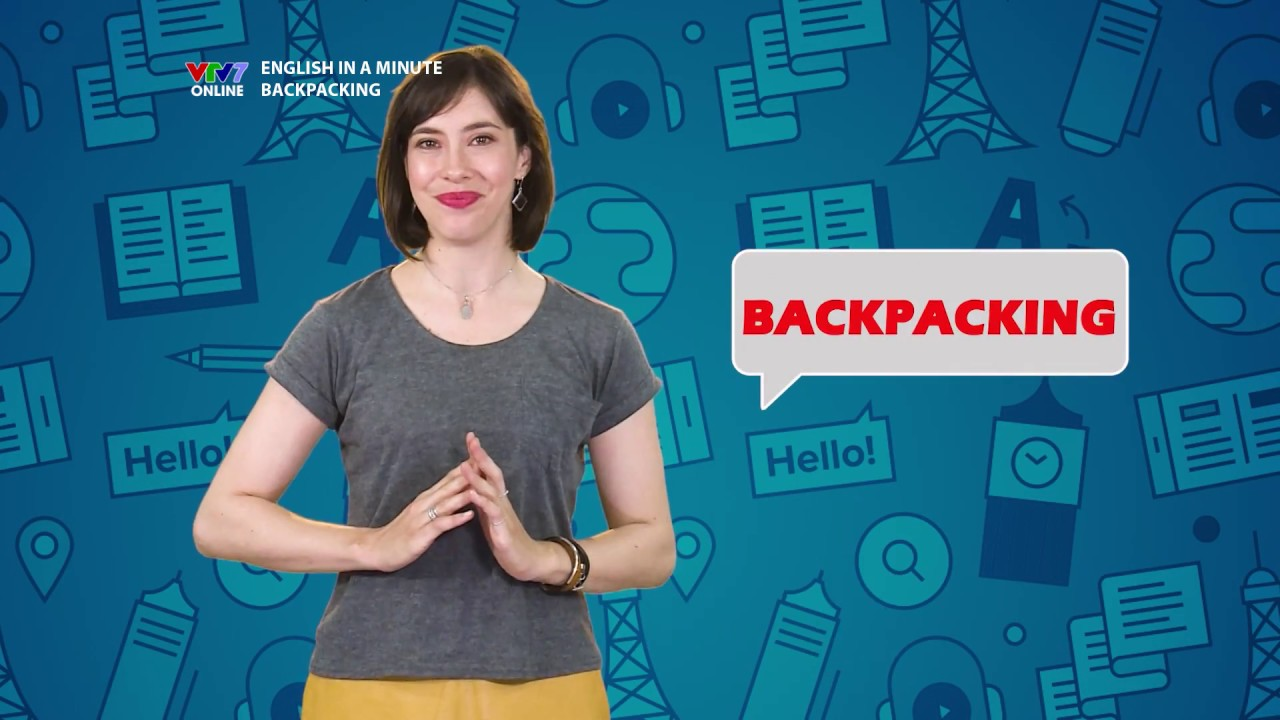 VTV7
ONLINE
ENGLISH IN A MINUTE
BACKPACKING
A
A
BACKPACKING
Hello!
Hello!